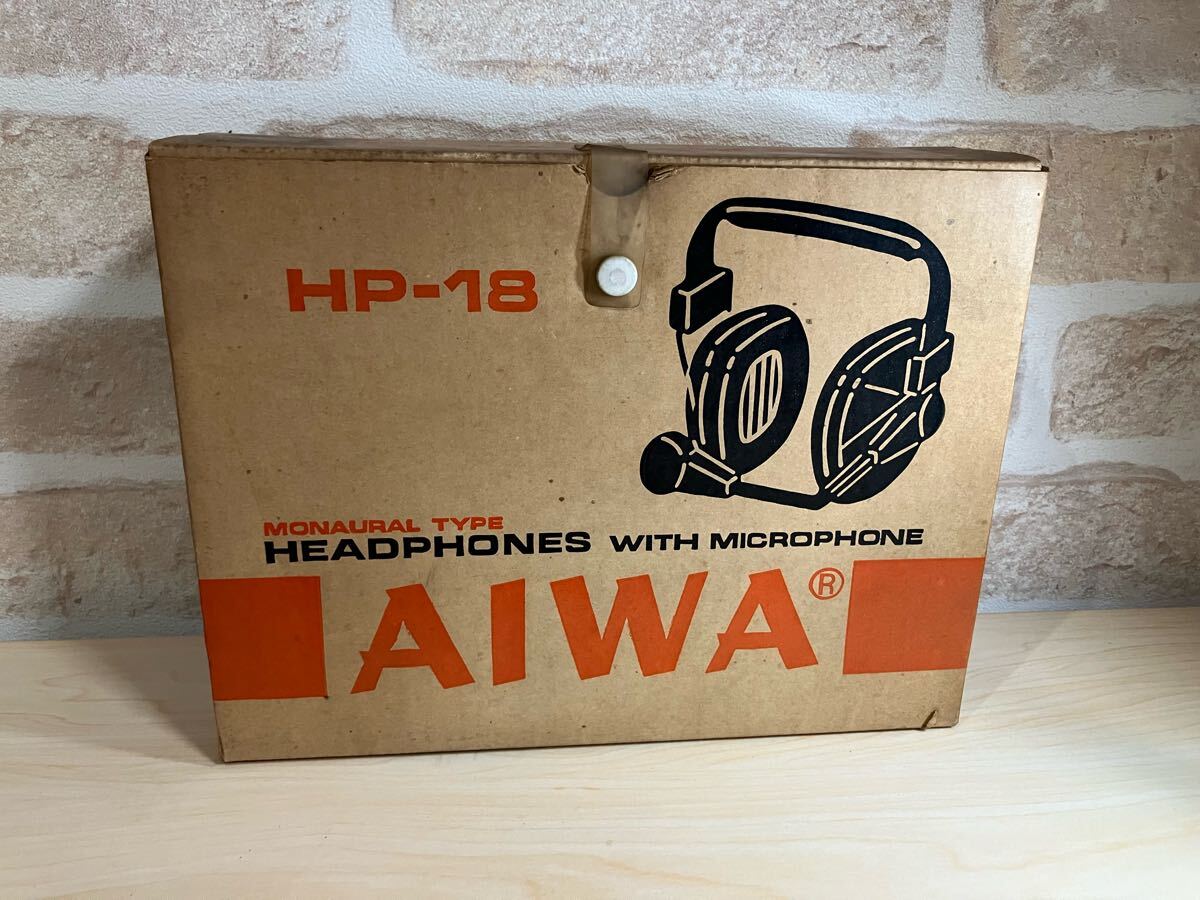 HP-18
MONAURAL TYPE
HEADPHONES WITH MICROPHONE
AIWA®